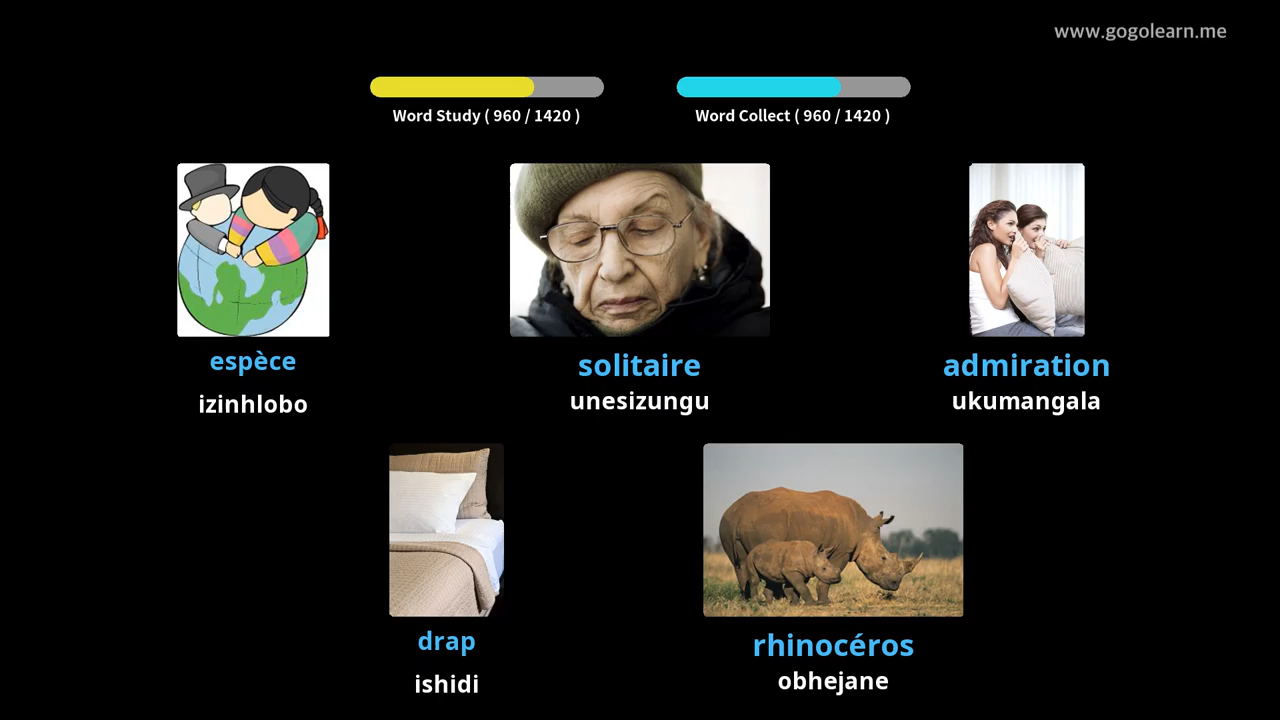 www.gogolearn.me
Word Study ( 960 / 1420 )
Word Collect ( 960 / 1420 )
espèce
izinhlobo
solitaire
unesizungu
admiration
ukumangala
drap
ishidi
rhinocéros
obhejane